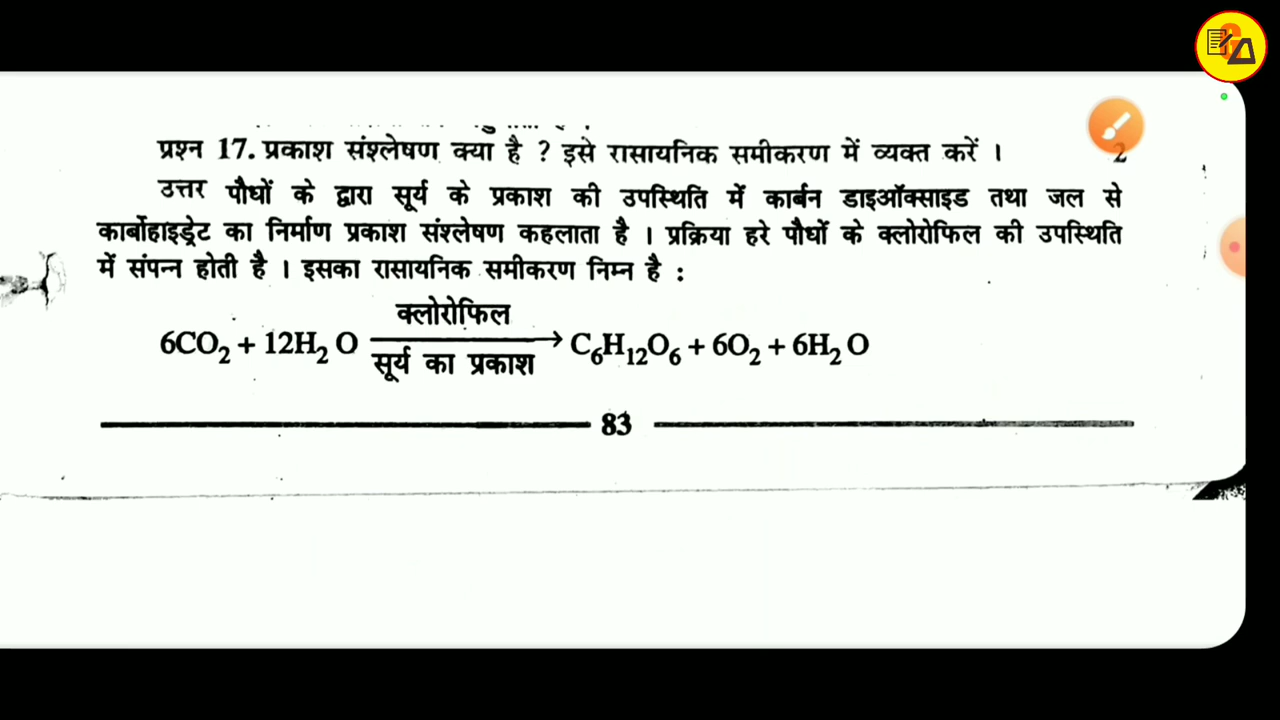 प्रश्न 17. प्रकाश संश्लेषण क्या है ? इसे रासायनिक समीकरण में व्यक्त करें । 2
उत्तर पौधों के द्वारा सूर्य के प्रकाश की उपस्थिति में कार्बन डाइऑक्साइड तथा जल से
कार्बोहाइड्रेट का निर्माण प्रकाश संश्लेषण कहलाता है । प्रक्रिया हरे पौधों के क्लोरोफिल की उपस्थिति
में संपन्न होती है । इसका रासायनिक समीकरण निम्न है :
क्लोरोफिल
6CO₂ + 12H₂O → C₆H₁₂O₆ + 6O₂ + 6H₂O
सूर्य का प्रकाश
83